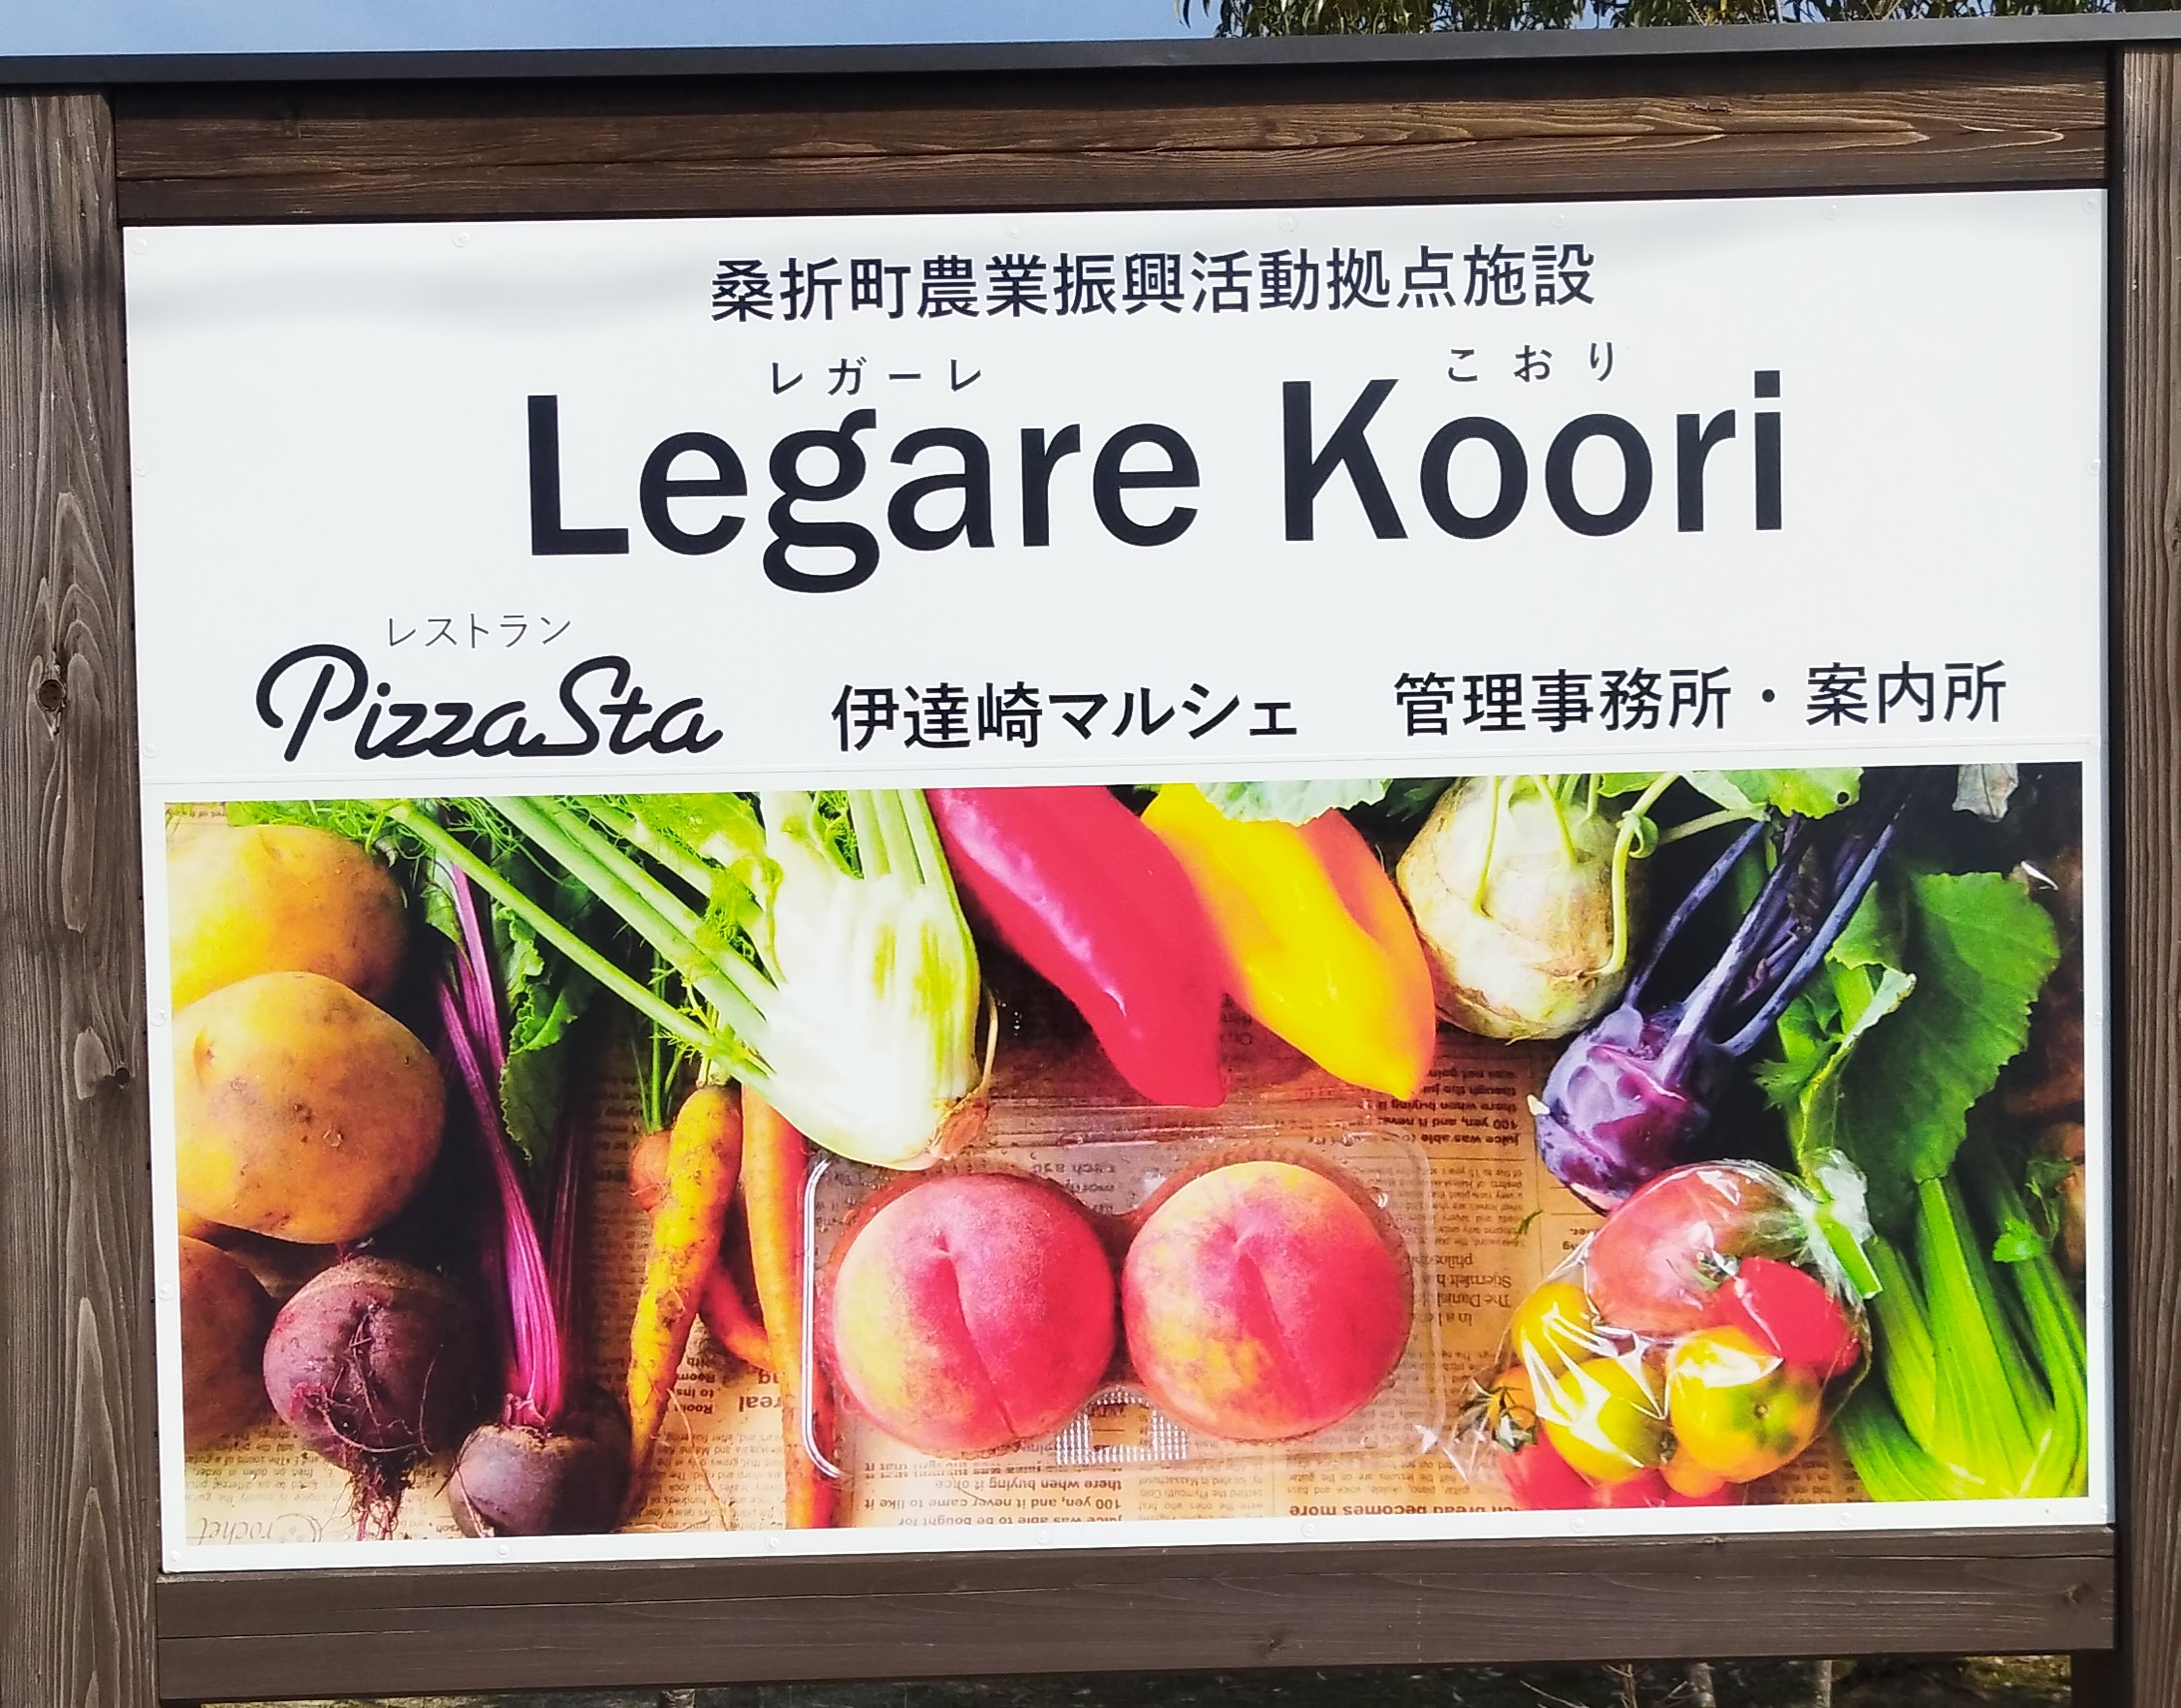 桑折町農業振興活動拠点施設
レガーレ こおり
Legare Koori
レストラン
PizzaSta 伊達崎マルシェ 管理事務所・案内所